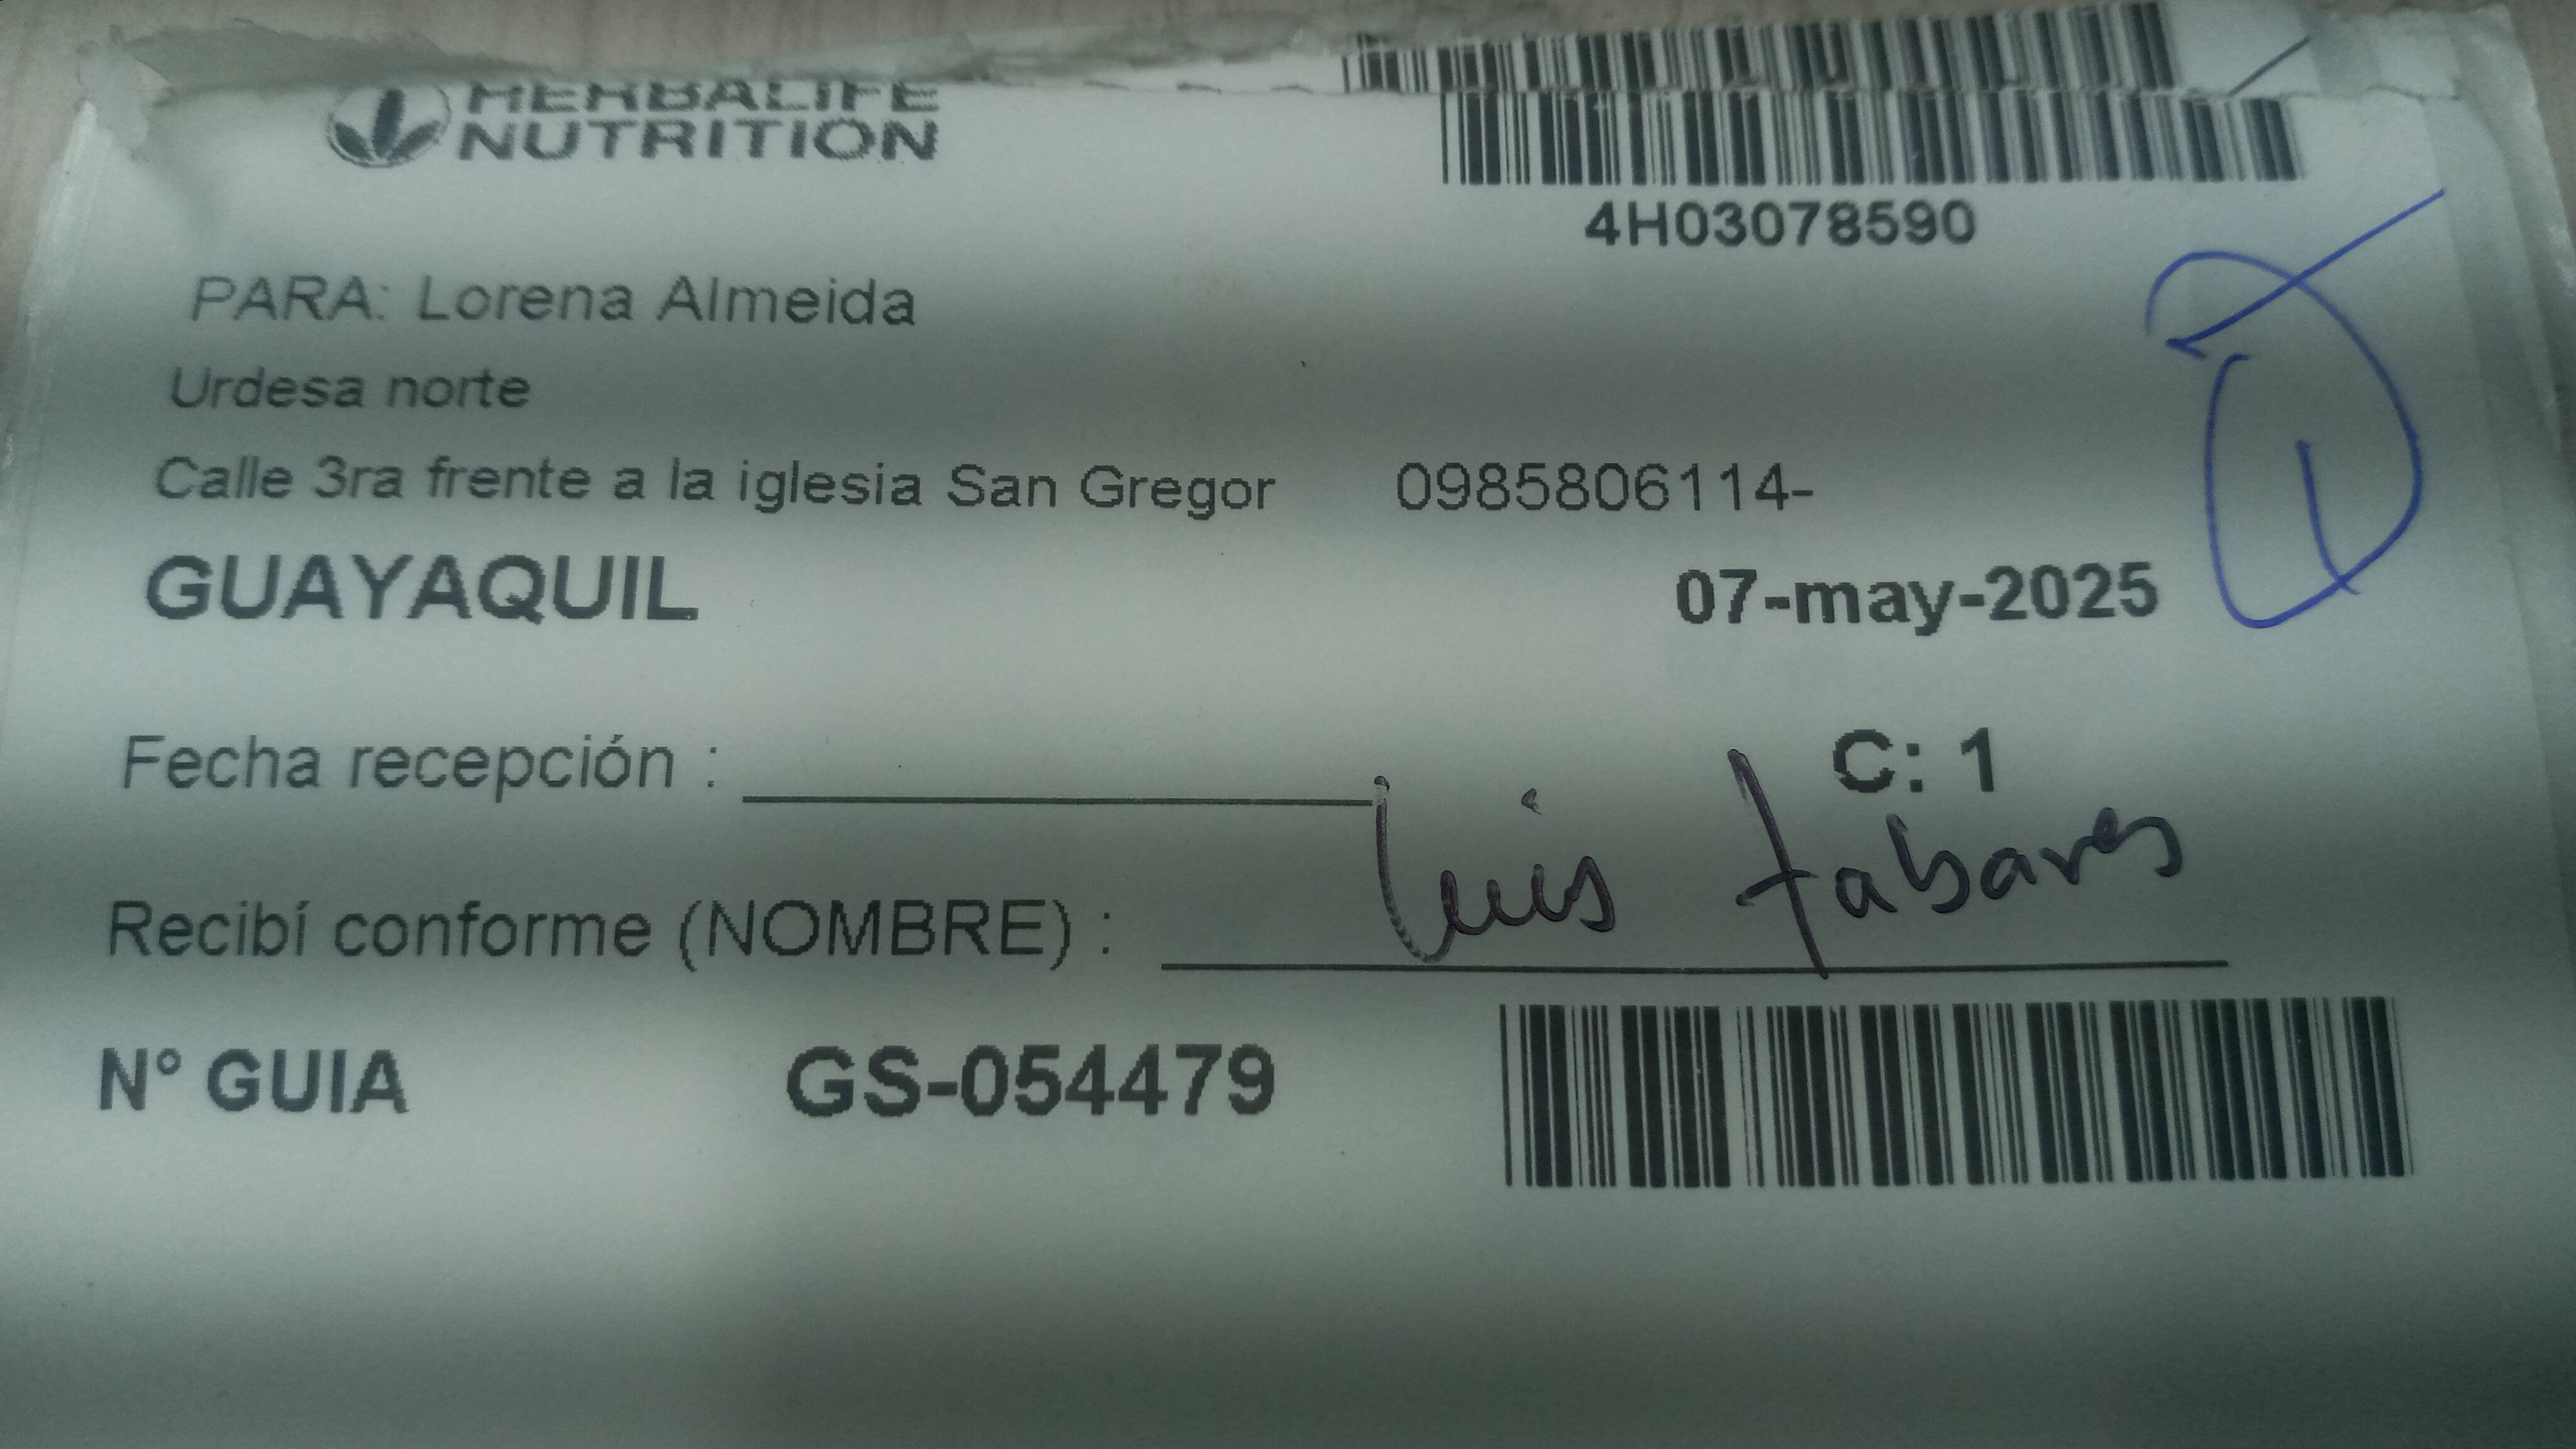 HERBALIFE
NUTRITION
4H03078590
PARA: Lorena Almeida
Urdesa norte
Calle 3ra frente a la iglesia San Gregor 0985806114-
GUAYAQUIL 07-may-2025
Fecha recepción : C: 1
Recibí conforme (NOMBRE) : Luis tabares
N° GUIA GS-054479